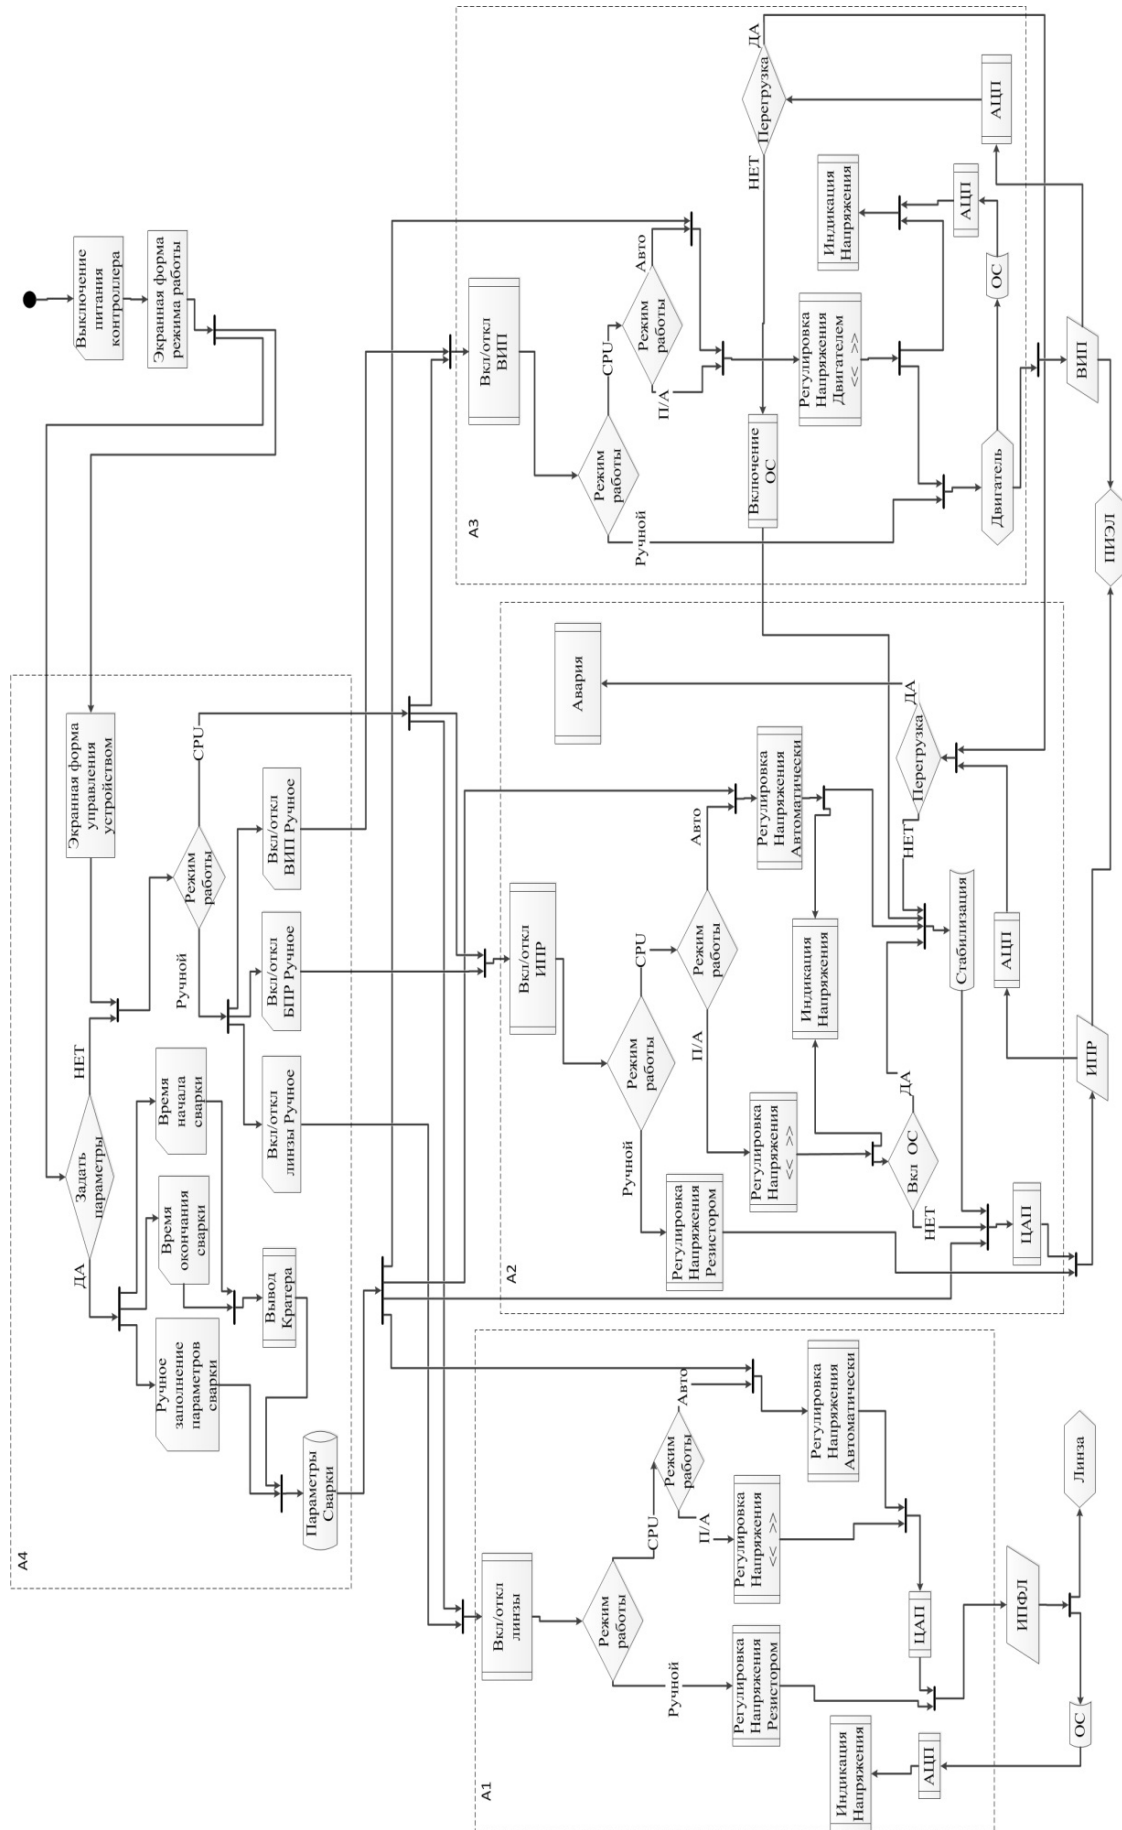 Выключение
питания
контроллера
Экранная форма
режима работы
А4
Экранная форма
управления
устройством
Задать
параметры
ДА
НЕТ
Ручное
заполнение
параметров
сварки
Время
окончания
сварки
Время
начала
сварки
Вывод
Кратера
Параметры
Сварки
Режим
работы
Ручной
CPU
Вкл/откл
линзы Ручное
Вкл/откл
БПР Ручное
Вкл/откл
ВИП Ручное
А1
Вкл/откл
линзы
Режим
работы
Ручной
CPU
Режим
работы
П/А
Авто
Регулировка
Напряжения
Резистором
Регулировка
Напряжения
<< >>
Регулировка
Напряжения
Автоматически
ЦАП
ИПФЛ
Линза
ОС
АЦП
Индикация
Напряжения
А2
Вкл/откл
ИПР
Режим
работы
Ручной
CPU
Режим
работы
П/А
Авто
Регулировка
Напряжения
Резистором
Регулировка
Напряжения
<< >>
Регулировка
Напряжения
Автоматически
Индикация
Напряжения
Вкл ОС
ДА
НЕТ
Авария
Перегрузка
ДА
НЕТ
Стабилизация
ЦАП
АЦП
ИПР
А3
Вкл/откл
ВИП
Режим
работы
Ручной
CPU
Режим
работы
П/А
Авто
Включение
ОС
Регулировка
Напряжения
Двигателем
<< >>
Индикация
Напряжения
Перегрузка
ДА
НЕТ
АЦП
АЦП
ОС
Двигатель
ВИП
ПИЭЛ